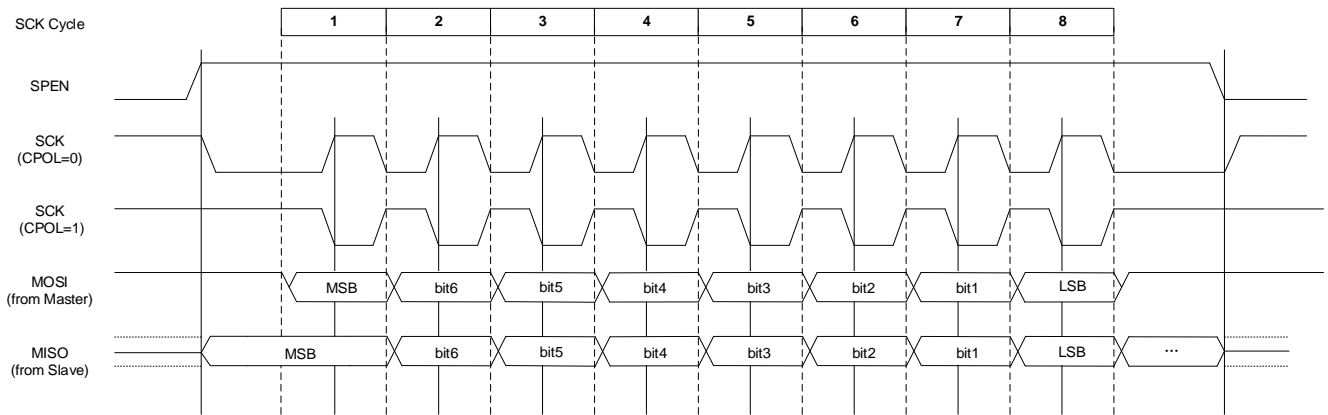 SCK Cycle 1 2 3 4 5 6 7 8
SPEN
SCK
(CPOL=0)
SCK
(CPOL=1)
MOSI
(from Master)
MSB bit6 bit5 bit4 bit3 bit2 bit1 LSB
MISO
(from Slave)
MSB bit6 bit5 bit4 bit3 bit2 bit1 LSB ...